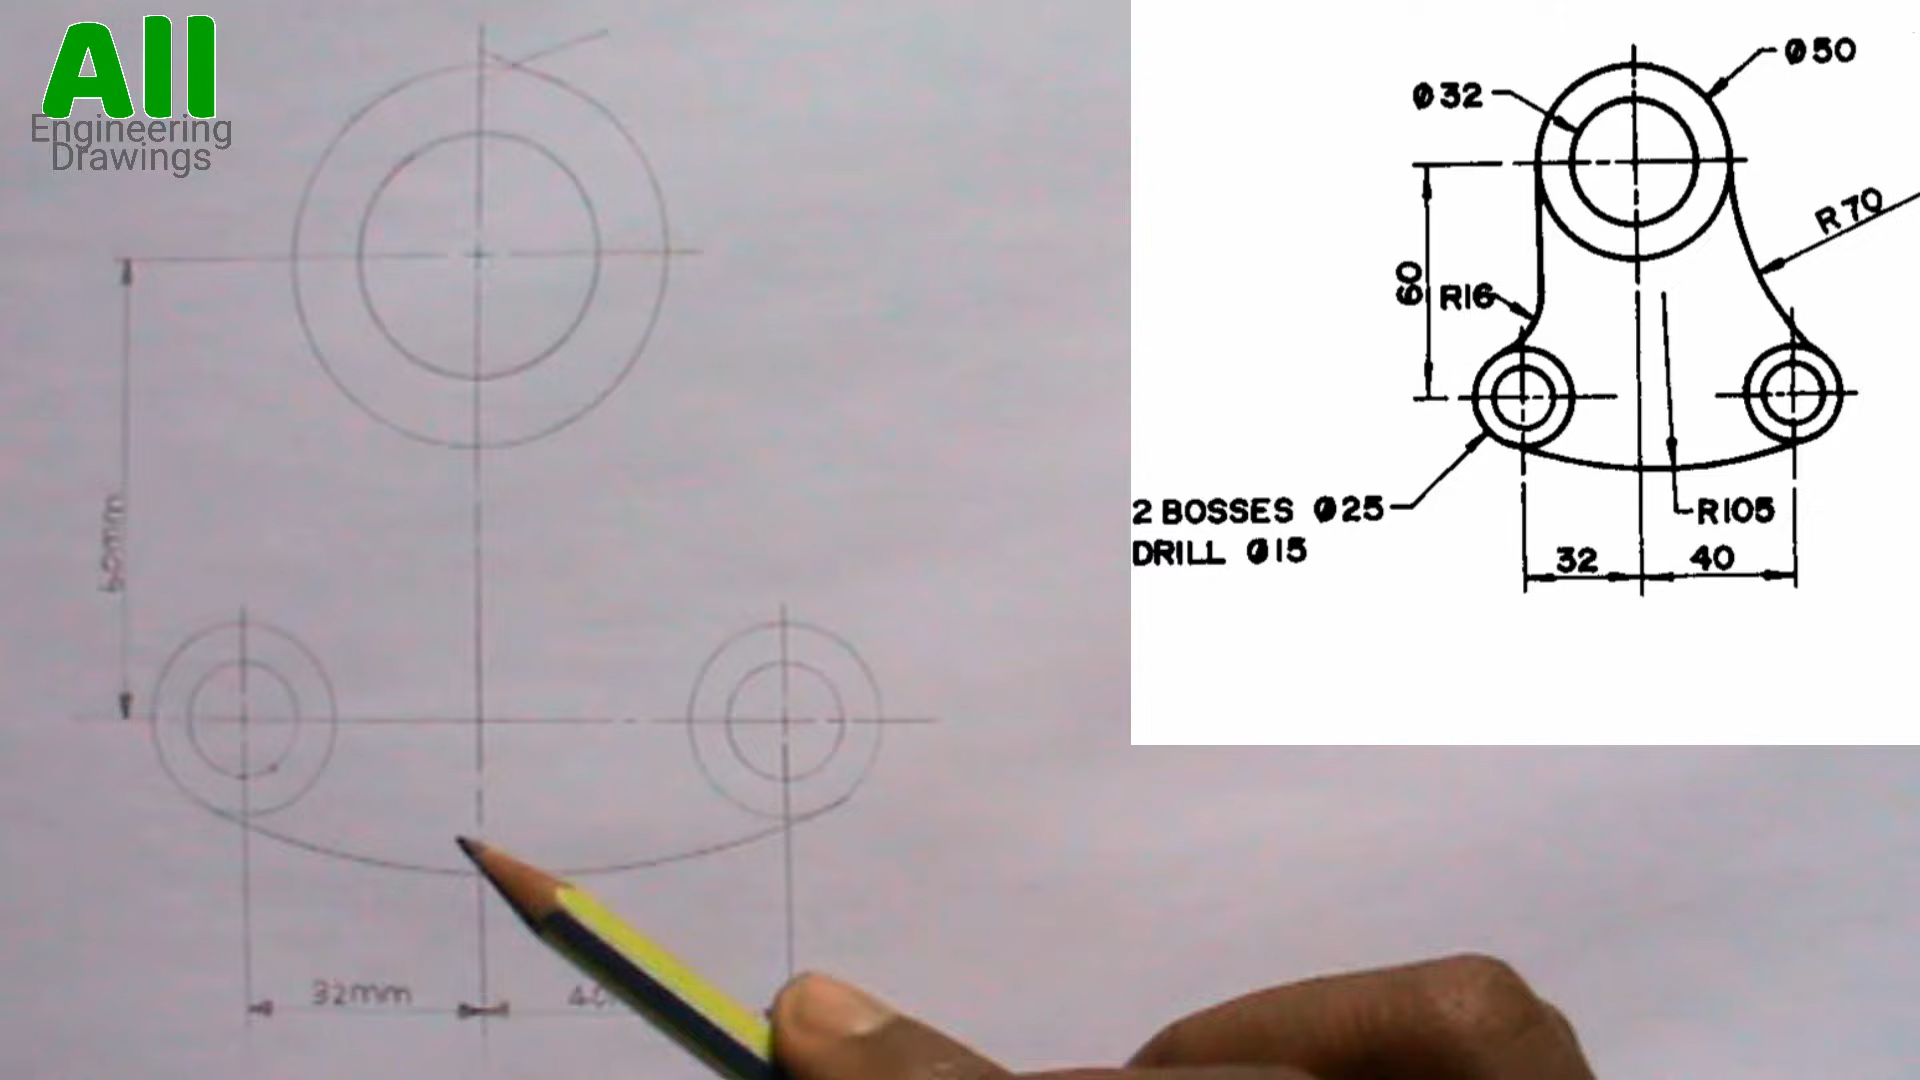 All
Engineering
Drawings
60mm
32mm
Ø50
Ø32
R70
60
R16
2 BOSSES Ø25
DRILL Ø15
R105
32
40